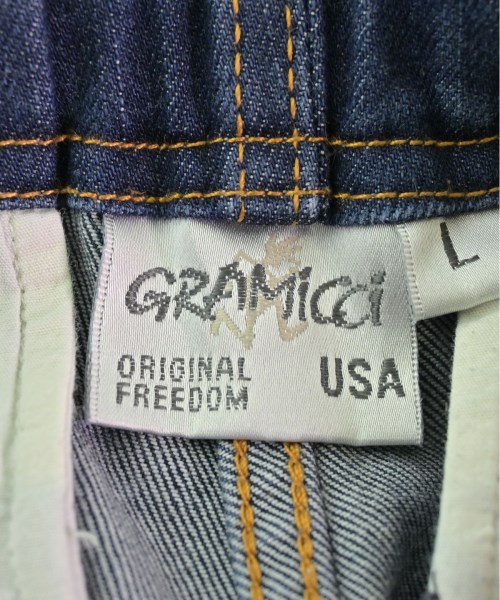 GRAMiCCi
ORIGINAL
FREEDOM
USA
L